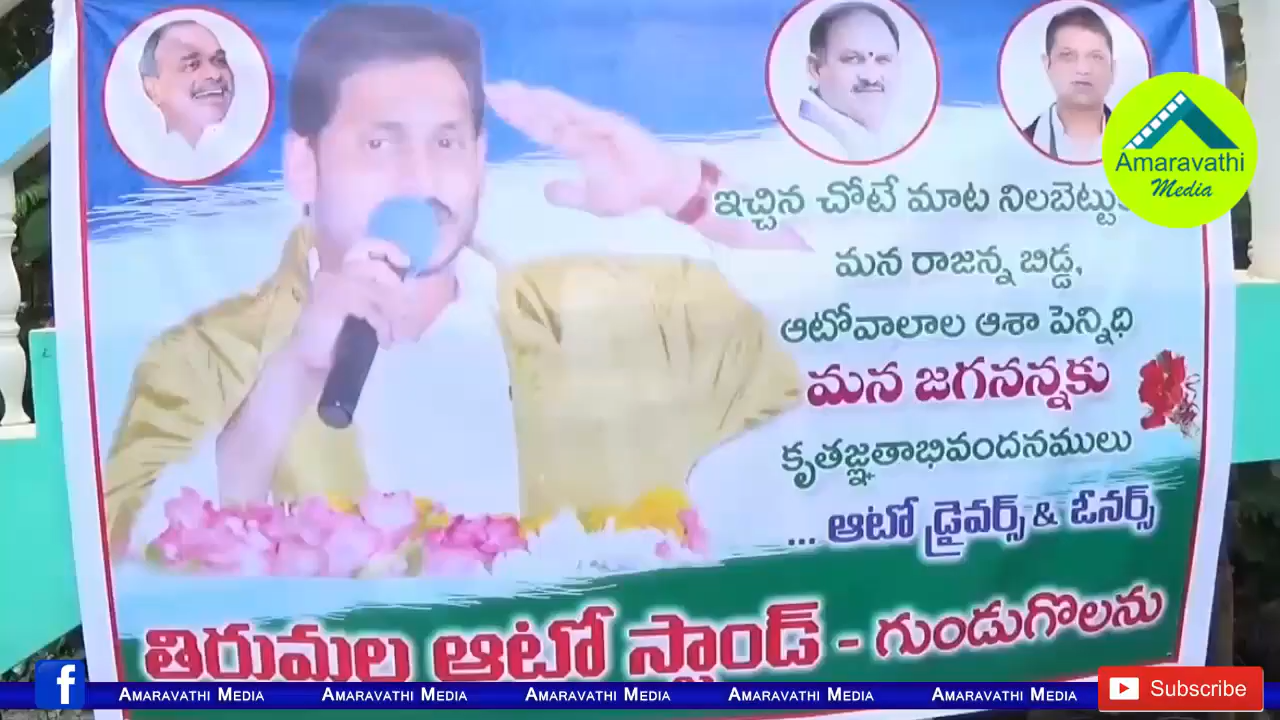 Amaravathi
Media
ఇచ్చిన చోటే మాట
మన రాజన్న బిడ్డ,
ఆటోవాలాల ఆశా పెన్నిధి
మన జగనన్నకు
కృతజ్ఞతాభివందనములు
... ఆటో డ్రైవర్స్ & ఓనర్స్
తిరుమల ఆటో స్టాండ్ - గుండుగొలను
f Amaravathi Media Amaravathi Media Amaravathi Media Amaravathi Media Amaravathi Media Subscribe